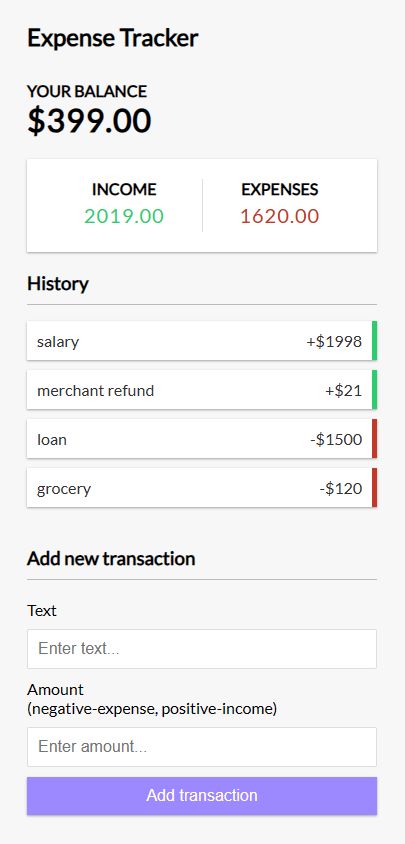 Expense Tracker
YOUR BALANCE
$399.00
INCOME EXPENSES
2019.00 1620.00
History
salary +$1998
merchant refund +$21
loan -$1500
grocery -$120
Add new transaction
Text
Enter text...
Amount
(negative-expense, positive-income)
Enter amount...
Add transaction